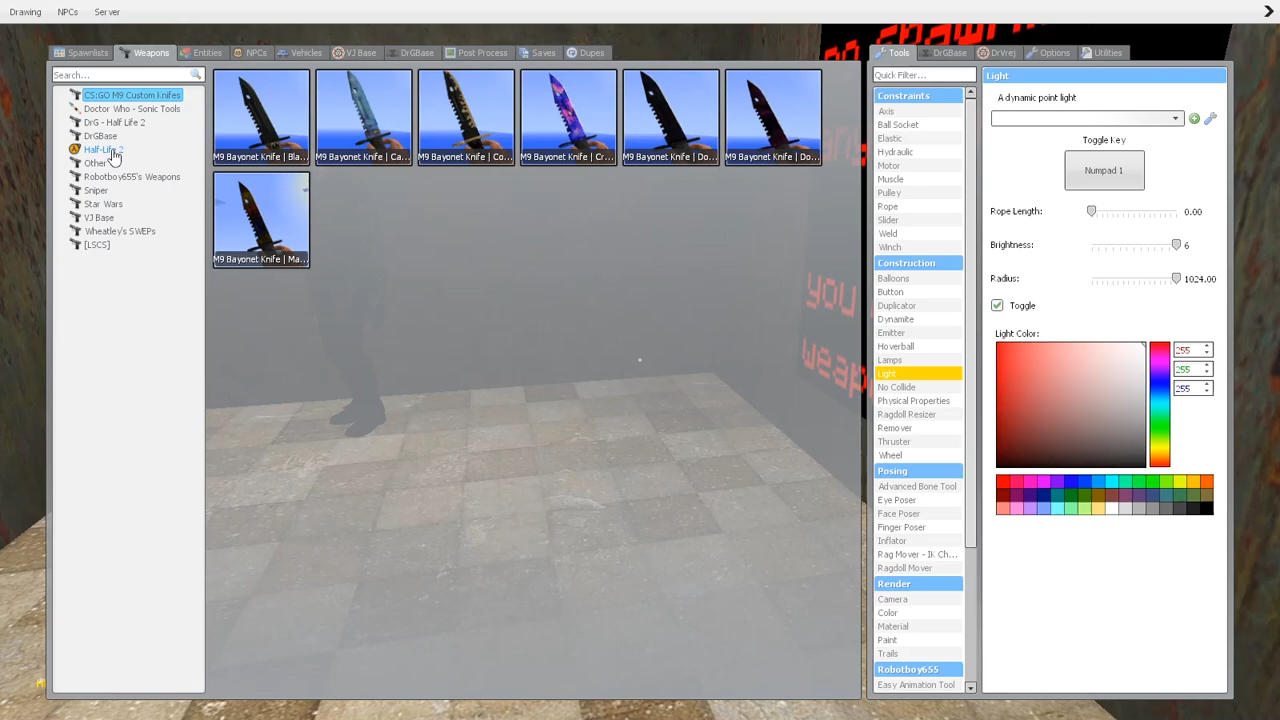 Drawing NPCs Server
Spawnlists Weapons Entities NPCs Vehicles VJ Base DrGBase Post Process Saves Dupes
Tools DrGBase DrVrej Options Utilities
Search...
CS:GO M9 Custom Knifes
Doctor Who - Sonic Tools
DrG - Half Life 2
DrGBase
Half-Life 2
Other
Robotboy655's Weapons
Sniper
Star Wars
VJ Base
Wheatley's SWEPs
[LSCS]
M9 Bayonet Knife | Bla...
M9 Bayonet Knife | Ca...
M9 Bayonet Knife | Co...
M9 Bayonet Knife | Cr...
M9 Bayonet Knife | Do...
M9 Bayonet Knife | Do...
M9 Bayonet Knife | Ma...
you
weap
Quick Filter...
Constraints
Axis
Ball Socket
Elastic
Hydraulic
Motor
Muscle
Pulley
Rope
Slider
Weld
Winch
Construction
Balloons
Button
Duplicator
Dynamite
Emitter
Hoverball
Lamps
Light
No Collide
Physical Properties
Ragdoll Resizer
Remover
Thruster
Wheel
Posing
Advanced Bone Tool
Eye Poser
Face Poser
Finger Poser
Inflator
Rag Mover - IK Ch...
Ragdoll Mover
Render
Camera
Color
Material
Paint
Trails
Robotboy655
Easy Animation Tool
Light
A dynamic point light
Toggle Key
Numpad 1
Rope Length: 0.00
Brightness: 6
Radius: 1024.00
Toggle
Light Color:
255
255
255